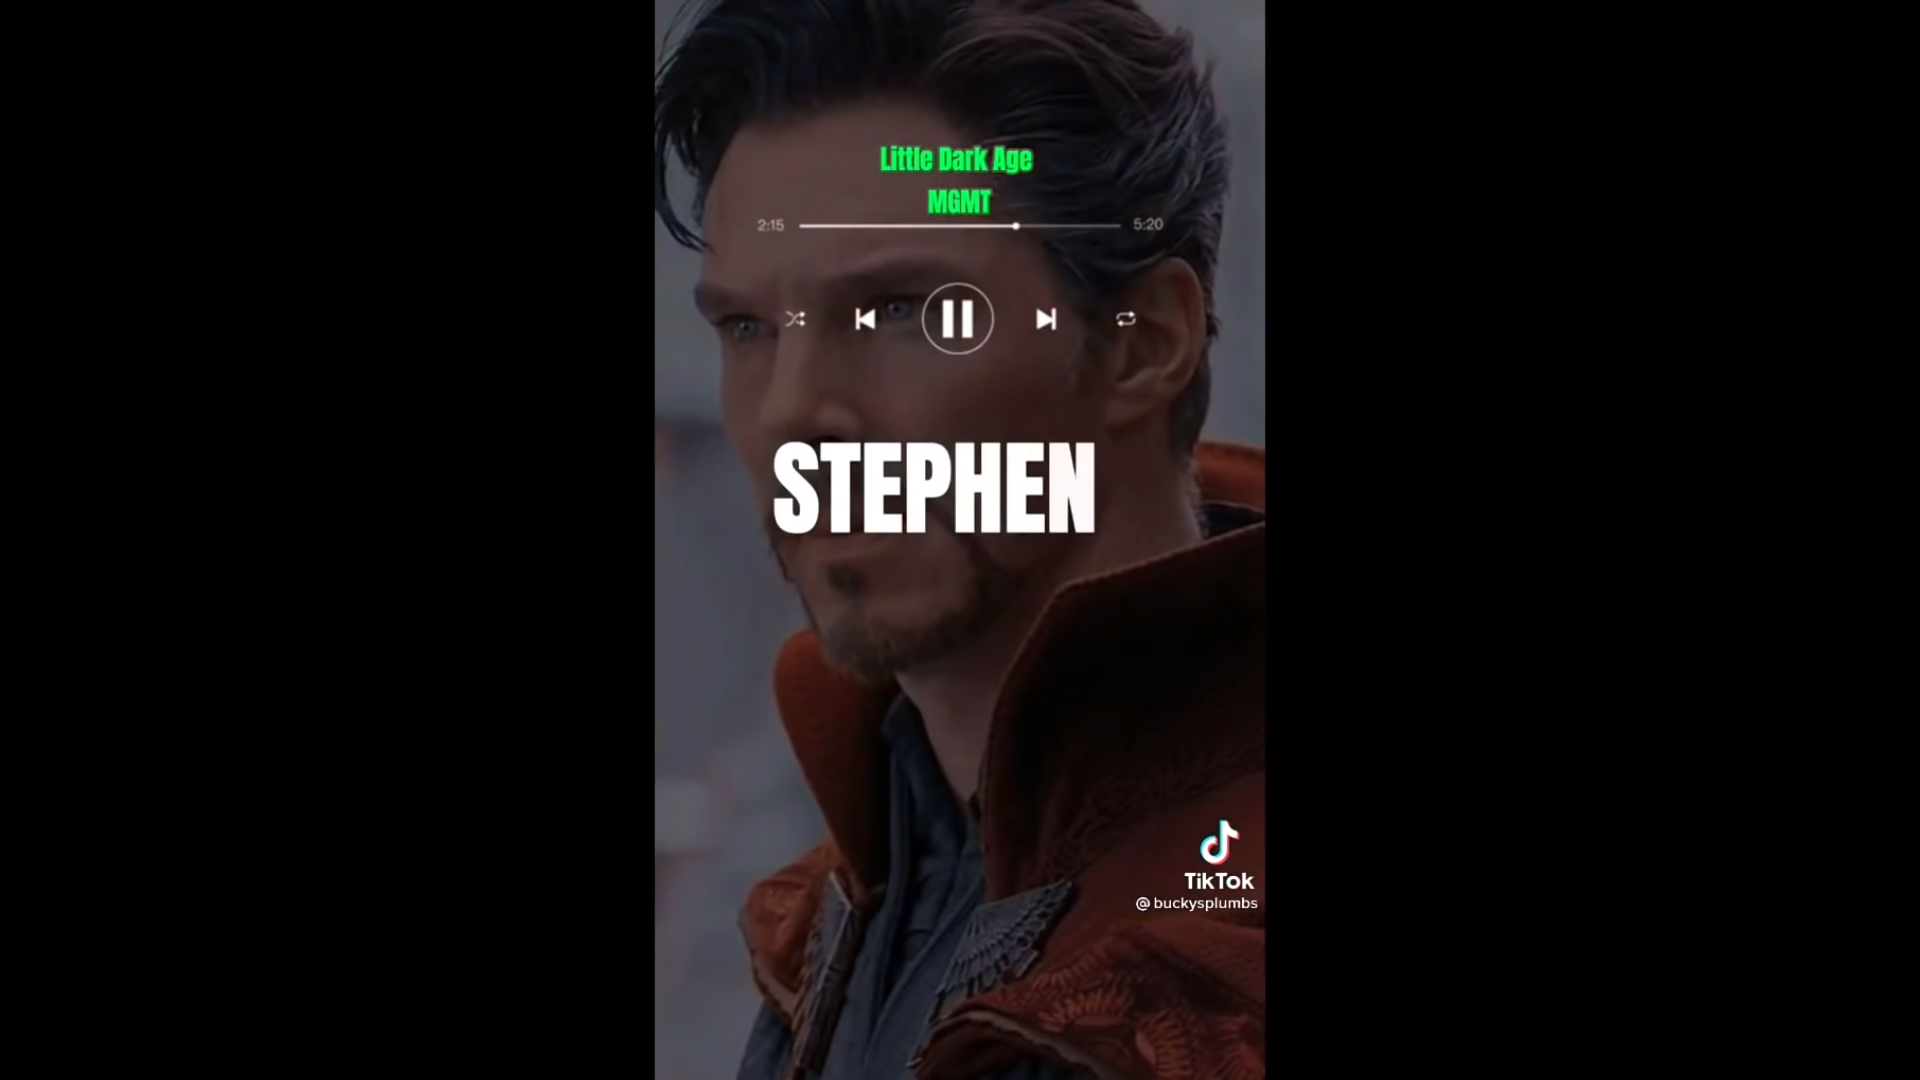 Little Dark Age
MGMT
2:15 5:20
STEPHEN
TikTok
@buckysplumbs